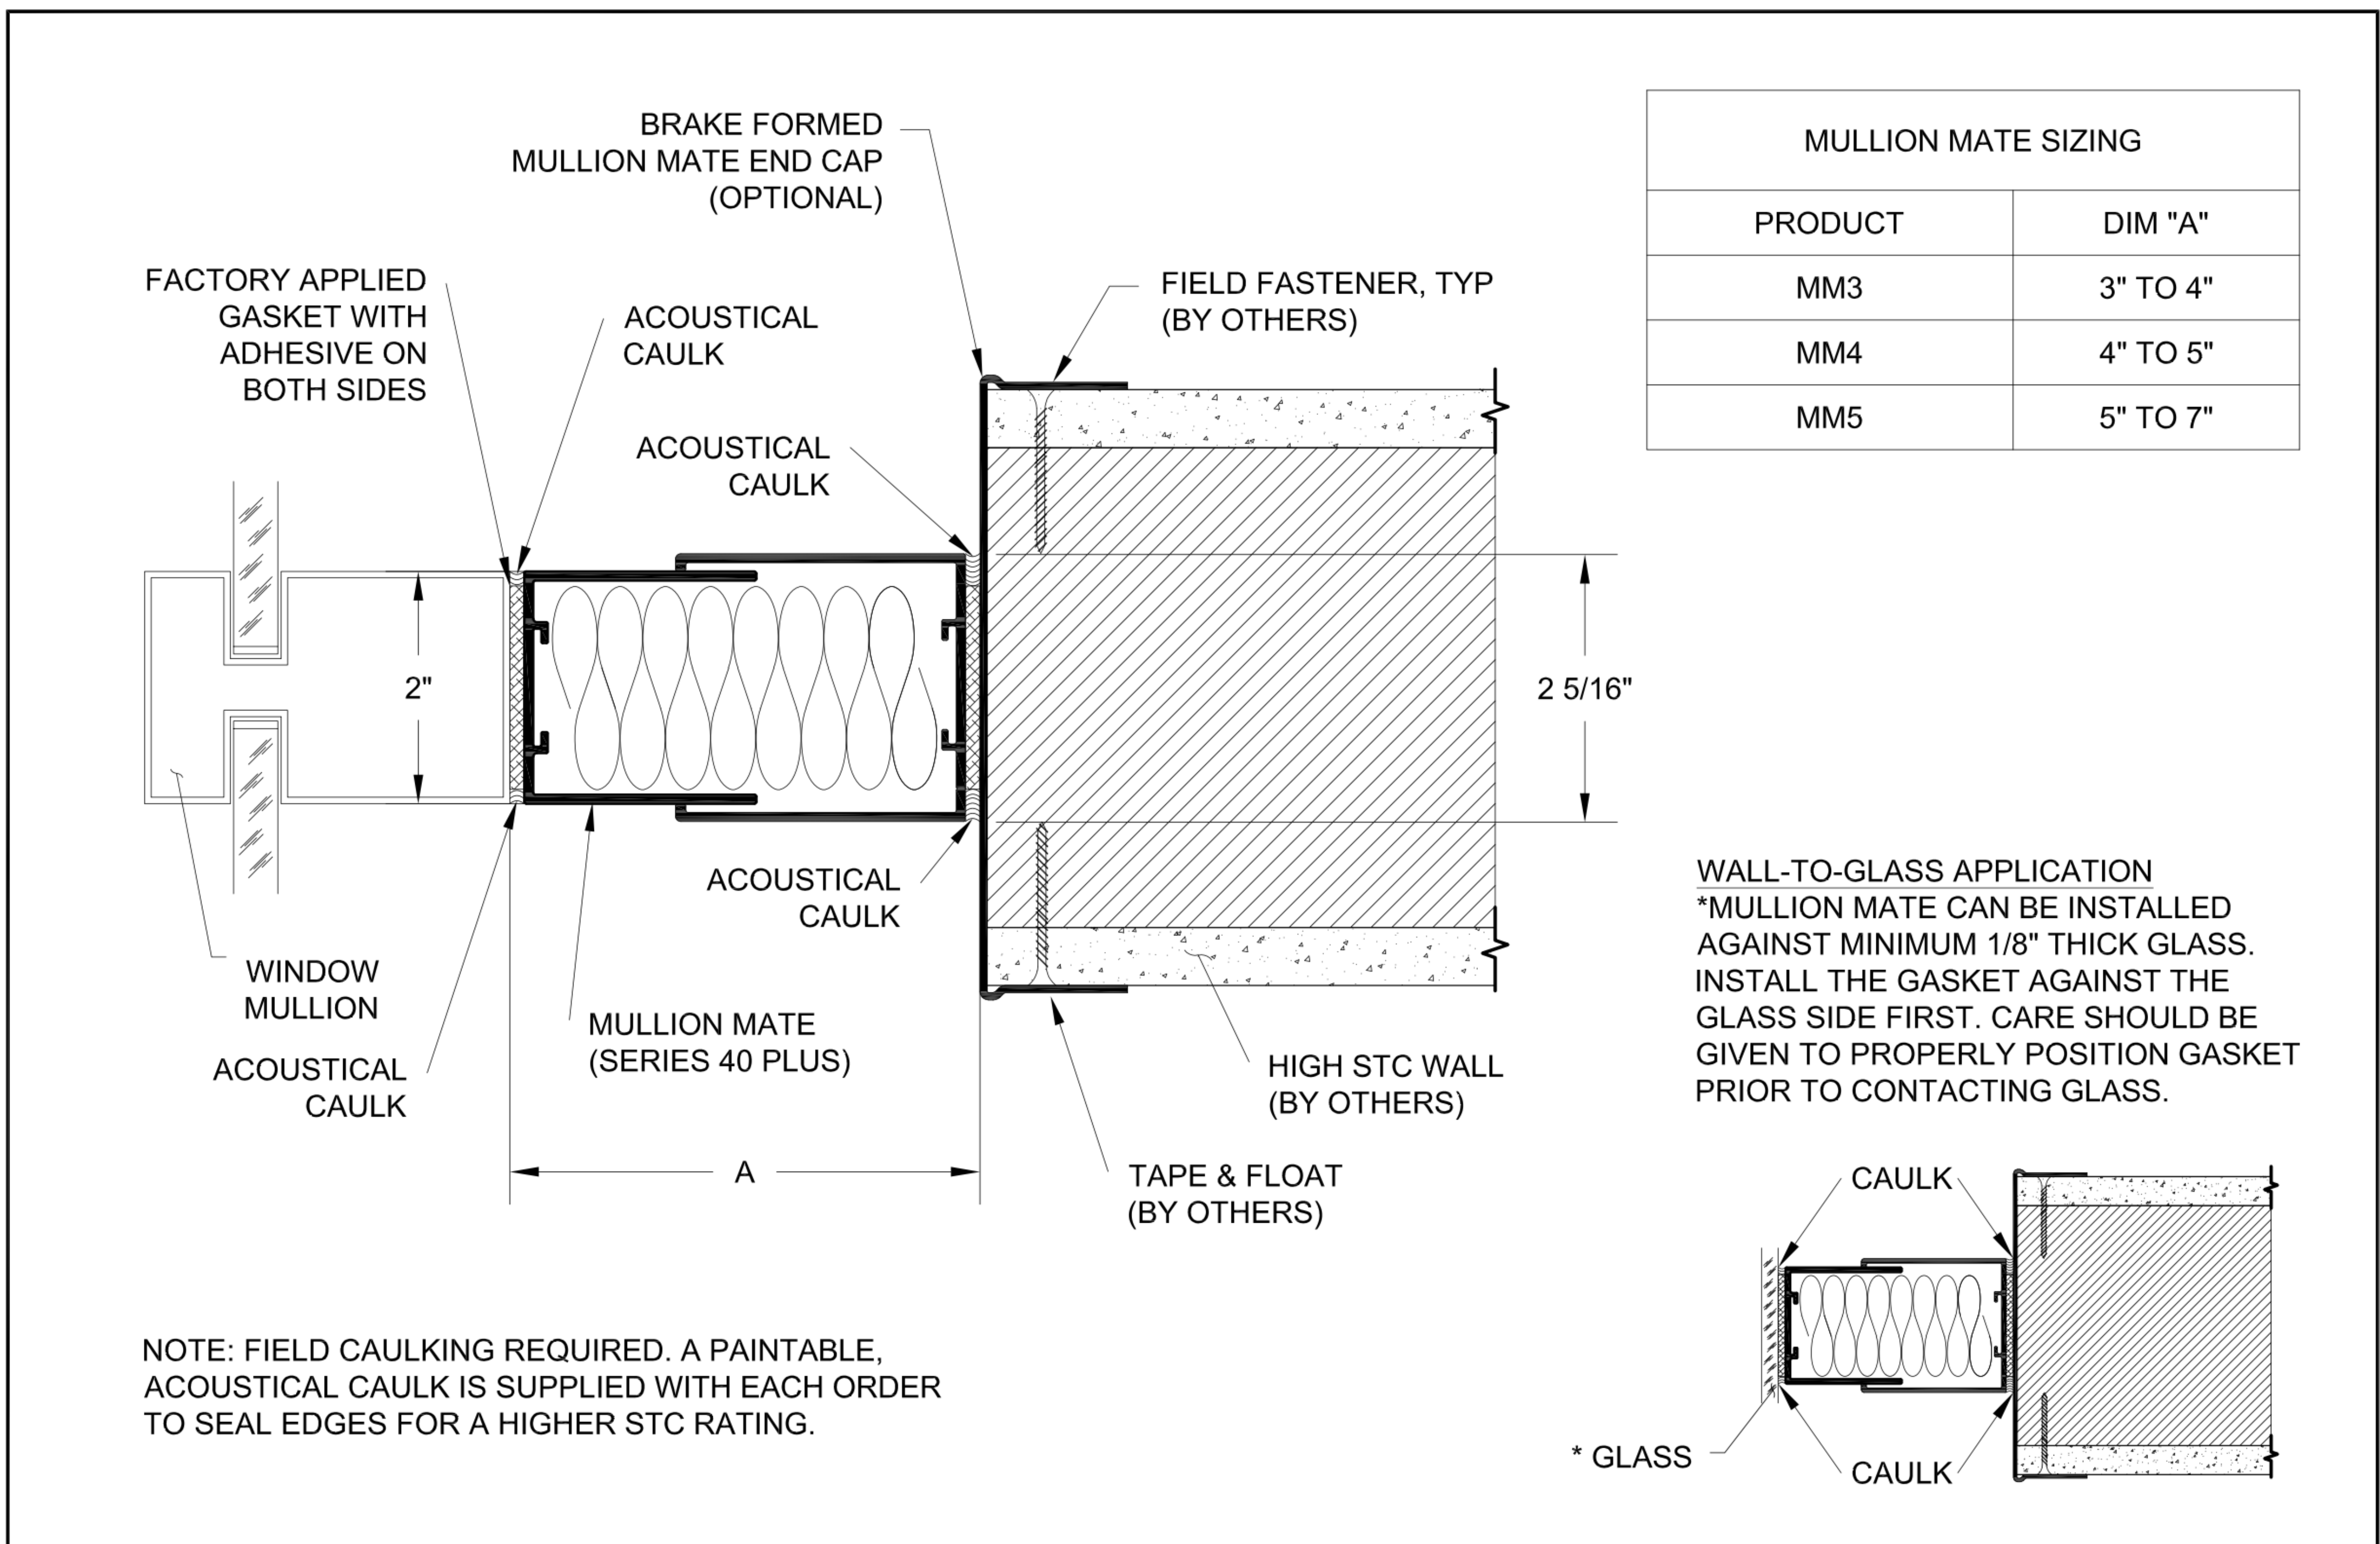 BRAKE FORMED
MULLION MATE END CAP
(OPTIONAL)
FACTORY APPLIED
GASKET WITH
ADHESIVE ON
BOTH SIDES
ACOUSTICAL
CAULK
ACOUSTICAL
CAULK
FIELD FASTENER, TYP
(BY OTHERS)
MULLION MATE SIZING
PRODUCT DIM "A"
MM3 3" TO 4"
MM4 4" TO 5"
MM5 5" TO 7"
2"
2 5/16"
ACOUSTICAL
CAULK
WINDOW
MULLION
ACOUSTICAL
CAULK
MULLION MATE
(SERIES 40 PLUS)
HIGH STC WALL
(BY OTHERS)
A
TAPE & FLOAT
(BY OTHERS)
WALL-TO-GLASS APPLICATION
*MULLION MATE CAN BE INSTALLED
AGAINST MINIMUM 1/8" THICK GLASS.
INSTALL THE GASKET AGAINST THE
GLASS SIDE FIRST. CARE SHOULD BE
GIVEN TO PROPERLY POSITION GASKET
PRIOR TO CONTACTING GLASS.
CAULK
* GLASS
CAULK
NOTE: FIELD CAULKING REQUIRED. A PAINTABLE,
ACOUSTICAL CAULK IS SUPPLIED WITH EACH ORDER
TO SEAL EDGES FOR A HIGHER STC RATING.